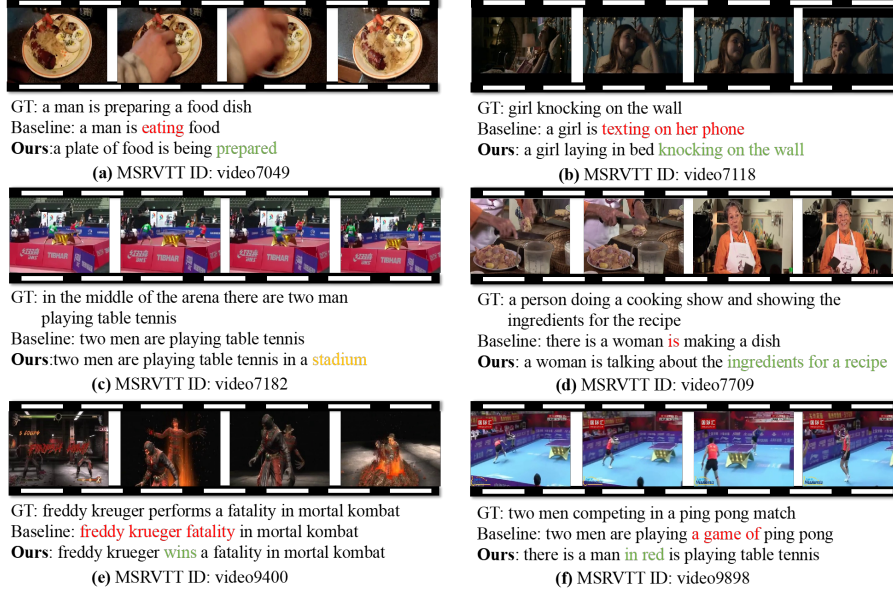 GT: a man is preparing a food dish
Baseline: a man is eating food
Ours:a plate of food is being prepared
(a) MSRVTT ID: video7049
GT: girl knocking on the wall
Baseline: a girl is texting on her phone
Ours: a girl laying in bed knocking on the wall
(b) MSRVTT ID: video7118
TIBHAR
TIBHAR
GT: in the middle of the arena there are two man
playing table tennis
Baseline: two men are playing table tennis
Ours:two men are playing table tennis in a stadium
(c) MSRVTT ID: video7182
GT: a person doing a cooking show and showing the
ingredients for the recipe
Baseline: there is a woman is making a dish
Ours: a woman is talking about the ingredients for a recipe
(d) MSRVTT ID: video7709
GT: freddy kreuger performs a fatality in mortal kombat
Baseline: freddy krueger fatality in mortal kombat
Ours: freddy krueger wins a fatality in mortal kombat
(e) MSRVTT ID: video9400
GT: two men competing in a ping pong match
Baseline: two men are playing a game of ping pong
Ours: there is a man in red is playing table tennis
(f) MSRVTT ID: video9898